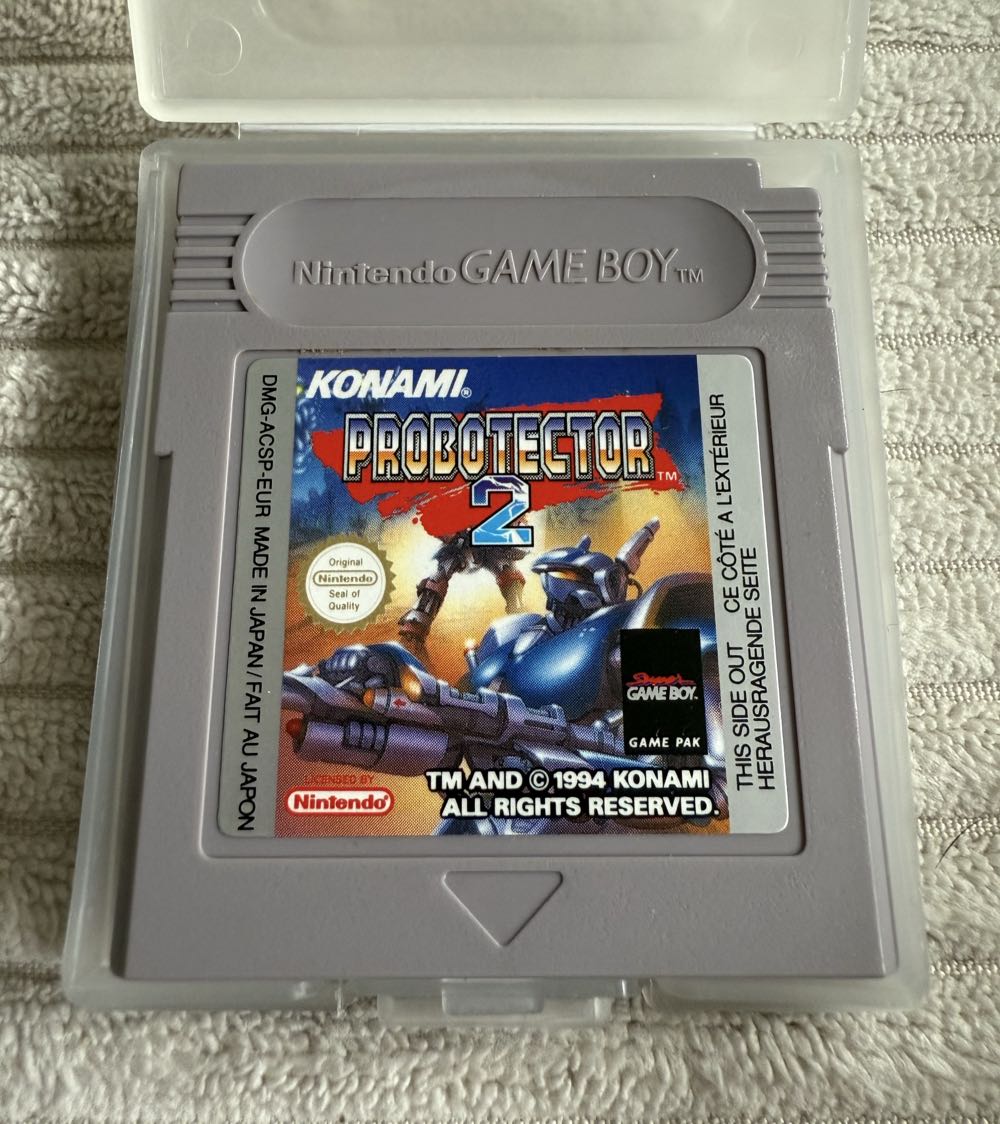 Nintendo GAME BOY TM
KONAMI®
PROBOTECTOR TM
2
Original
Nintendo
Seal of
Quality
Super
GAME BOY.
GAME PAK
LICENSED BY
Nintendo®
TM AND © 1994 KONAMI
ALL RIGHTS RESERVED.
DMG-ACSP-EUR MADE IN JAPAN/FAIT AU JAPON
THIS SIDE OUT CE CÔTÉ A L'EXTÉRIEUR
HERAUSRAGENDE SEITE